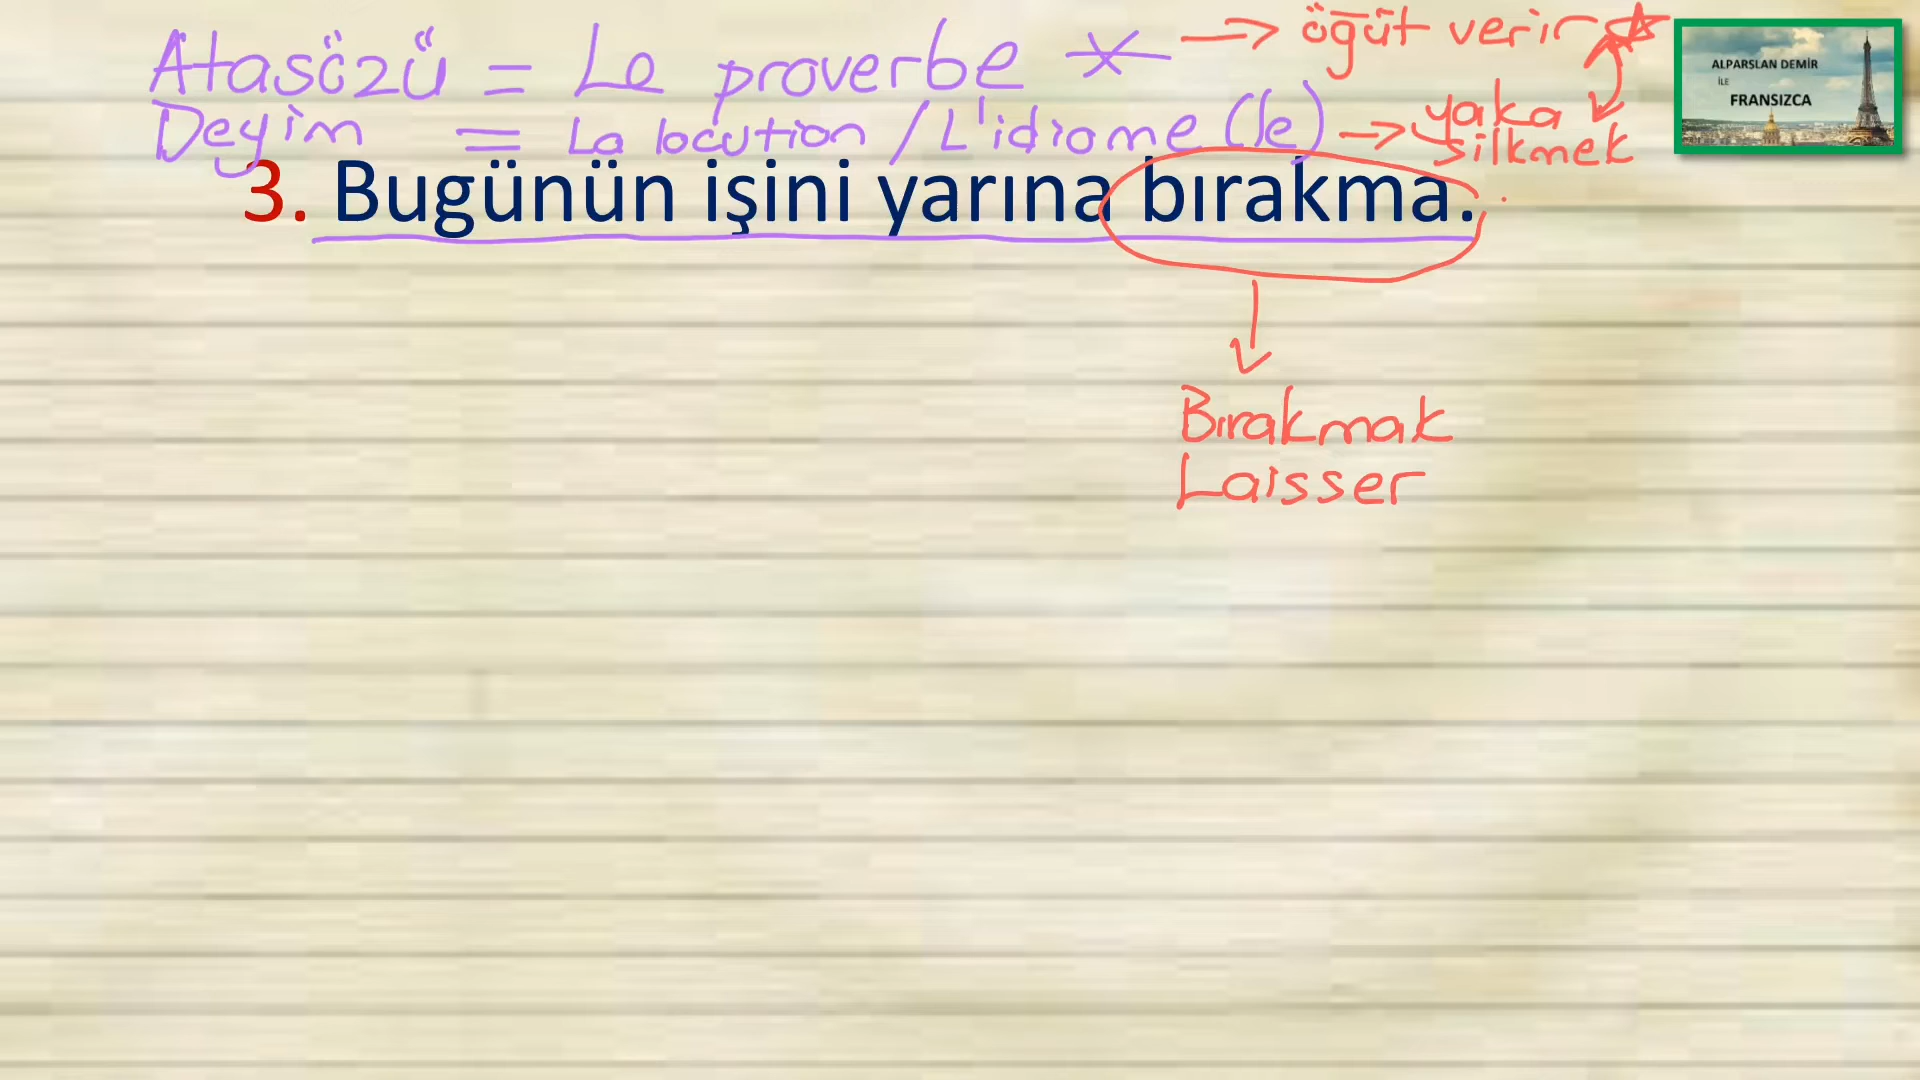 Atasözü = Le proverbe → öğüt verir
Deyim = La locution / L'idiome (le) → yaka silkmek
3. Bugünün işini yarına bırakma.
Bırakmak
Laisser
ALPARSLAN DEMİR
İLE
FRANSIZCA